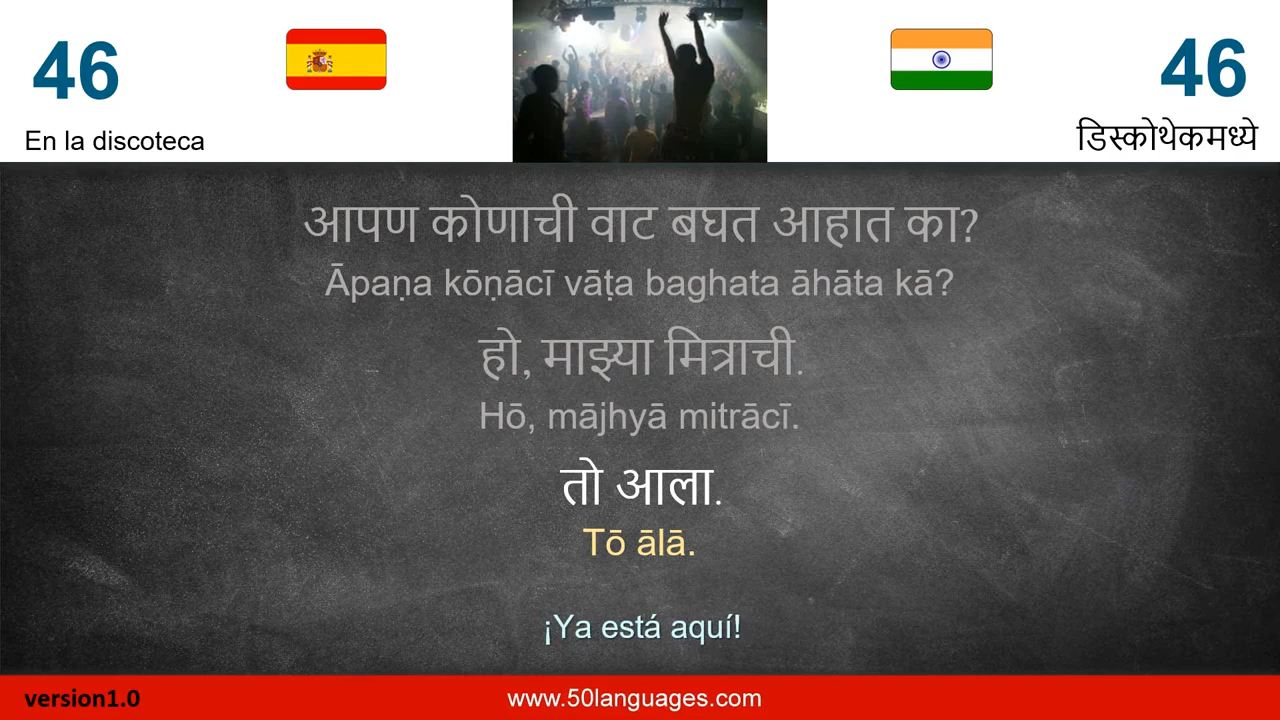 46
46
En la discoteca
डिस्कोथेकमध्ये
आपण कोणाची वाट बघत आहात का?
Āpaṇa kōṇācī vāṭa baghata āhāta kā?
हो, माझ्या मित्राची.
Hō, mājhyā mitrācī.
तो आला.
Tō ālā.
¡Ya está aquí!
version1.0
www.50languages.com